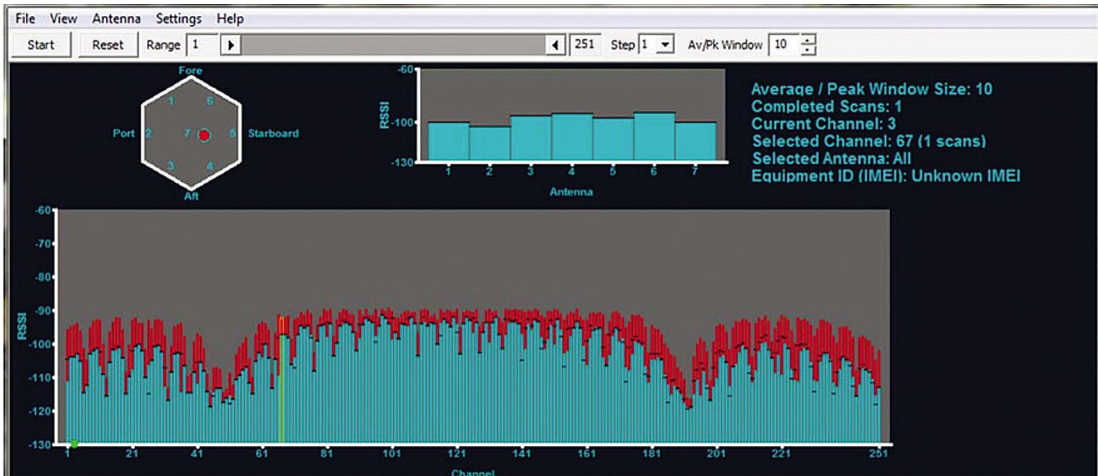 File View Antenna Settings Help
Start Reset Range 1 251 Step 1 Av/Pk Window 10
Fore
1 6
Port 2 7 5 Starboard
3 4
Aft
RSSI
-60
-100
-130
1 2 3 4 5 6 7
Antenna
Average / Peak Window Size: 10
Completed Scans: 1
Current Channel: 3
Selected Channel: 67 (1 scans)
Selected Antenna: All
Equipment ID (IMEI): Unknown IMEI
RSSI
-60
-70
-80
-90
-100
-110
-120
-130
1 21 41 61 81 101 121 141 161 181 201 221 251
Channel